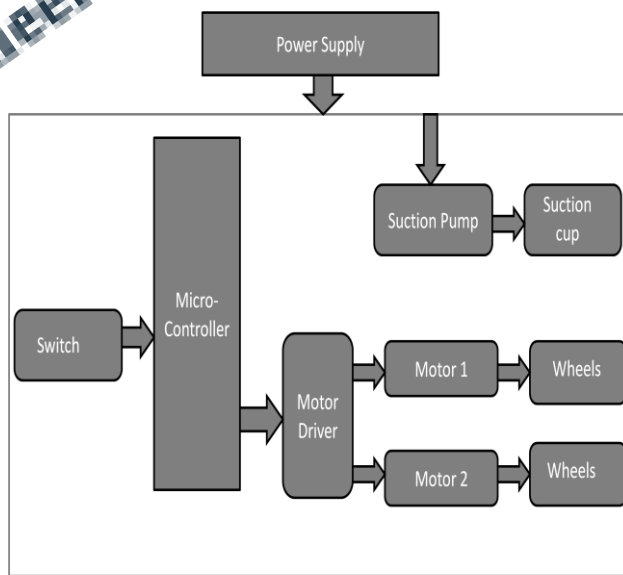 Power Supply
Suction Pump
Suction
cup
Micro-
Controller
Switch
Motor
Driver
Motor 1
Wheels
Motor 2
Wheels